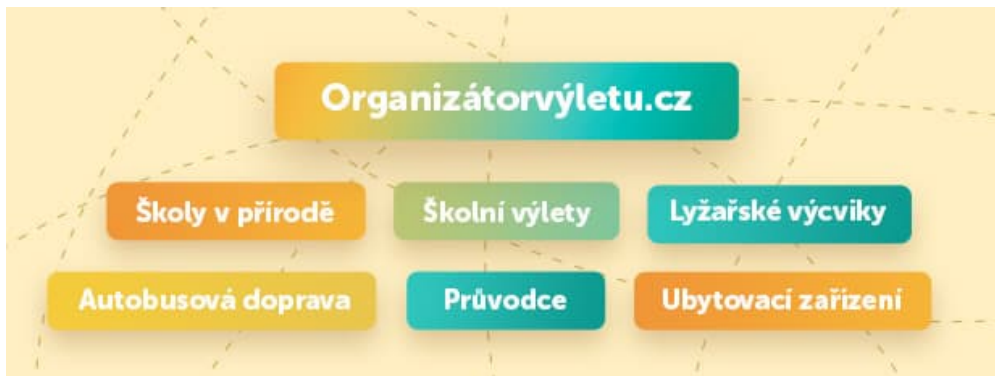 Organizátorvýletu.cz
Školy v přírodě
Školní výlety
Lyžařské výcviky
Autobusová doprava
Průvodce
Ubytovací zařízení